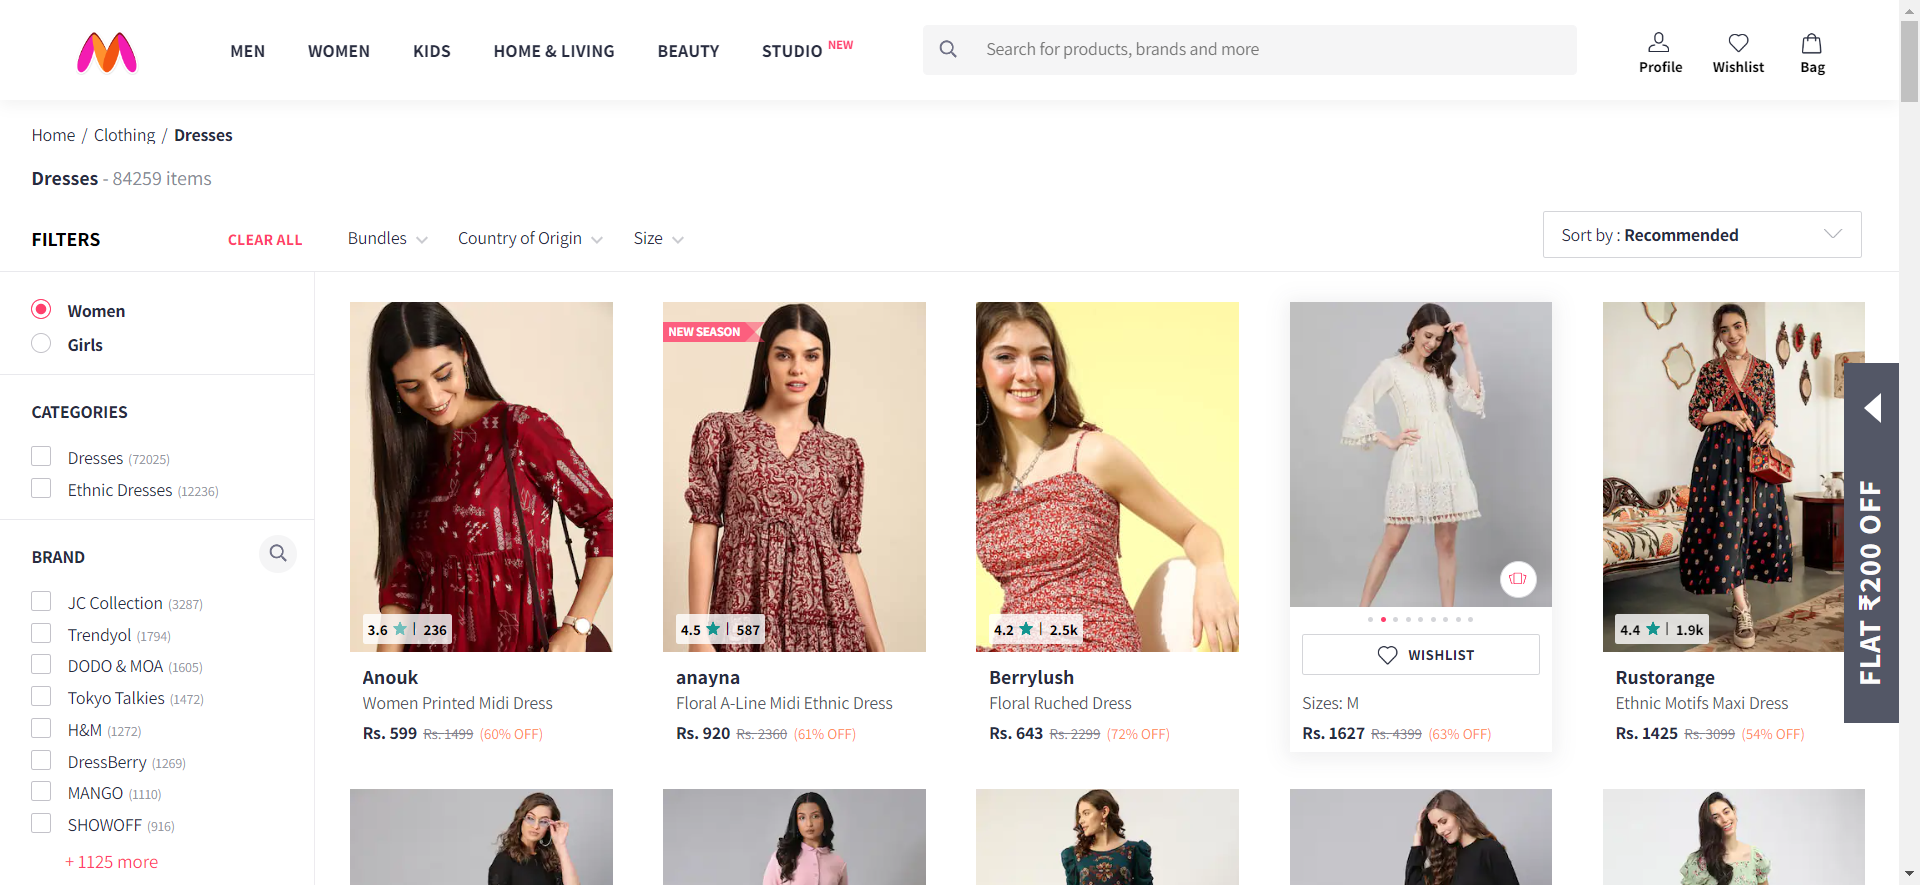 MEN WOMEN KIDS HOME & LIVING BEAUTY STUDIO NEW
Search for products, brands and more
Profile Wishlist Bag
Home / Clothing / Dresses
Dresses - 84259 items
FILTERS CLEAR ALL
Bundles Country of Origin Size
Sort by : Recommended
Women
Girls
CATEGORIES
Dresses (72025)
Ethnic Dresses (12236)
BRAND
JC Collection (3287)
Trendyol (1794)
DODO & MOA (1605)
Tokyo Talkies (1472)
H&M (1272)
DressBerry (1269)
MANGO (1110)
SHOWOFF (916)
+ 1125 more
3.6 | 236
Anouk
Women Printed Midi Dress
Rs. 599 Rs. 1499 (60% OFF)
NEW SEASON
4.5 | 587
anayna
Floral A-Line Midi Ethnic Dress
Rs. 920 Rs. 2360 (61% OFF)
4.2 | 2.5k
Berrylush
Floral Ruched Dress
Rs. 643 Rs. 2299 (72% OFF)
WISHLIST
Sizes: M
Rs. 1627 Rs. 4399 (63% OFF)
4.4 | 1.9k
Rustorange
Ethnic Motifs Maxi Dress
Rs. 1425 Rs. 3099 (54% OFF)
FLAT ₹200 OFF